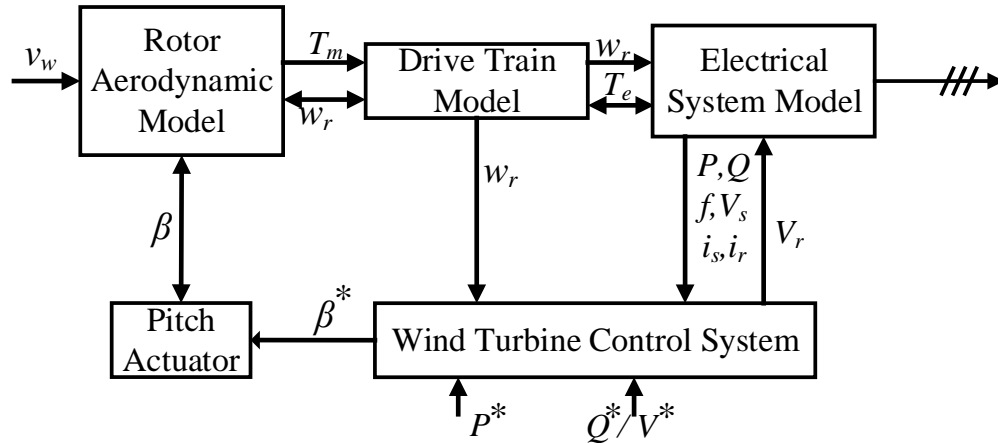 v_w
Rotor
Aerodynamic
Model
T_m
w_r
Drive Train
Model
w_r
T_e
Electrical
System Model
w_r
P,Q
f,V_s
i_s,i_r
V_r
β
Pitch
Actuator
β*
Wind Turbine Control System
P*
Q*/V*